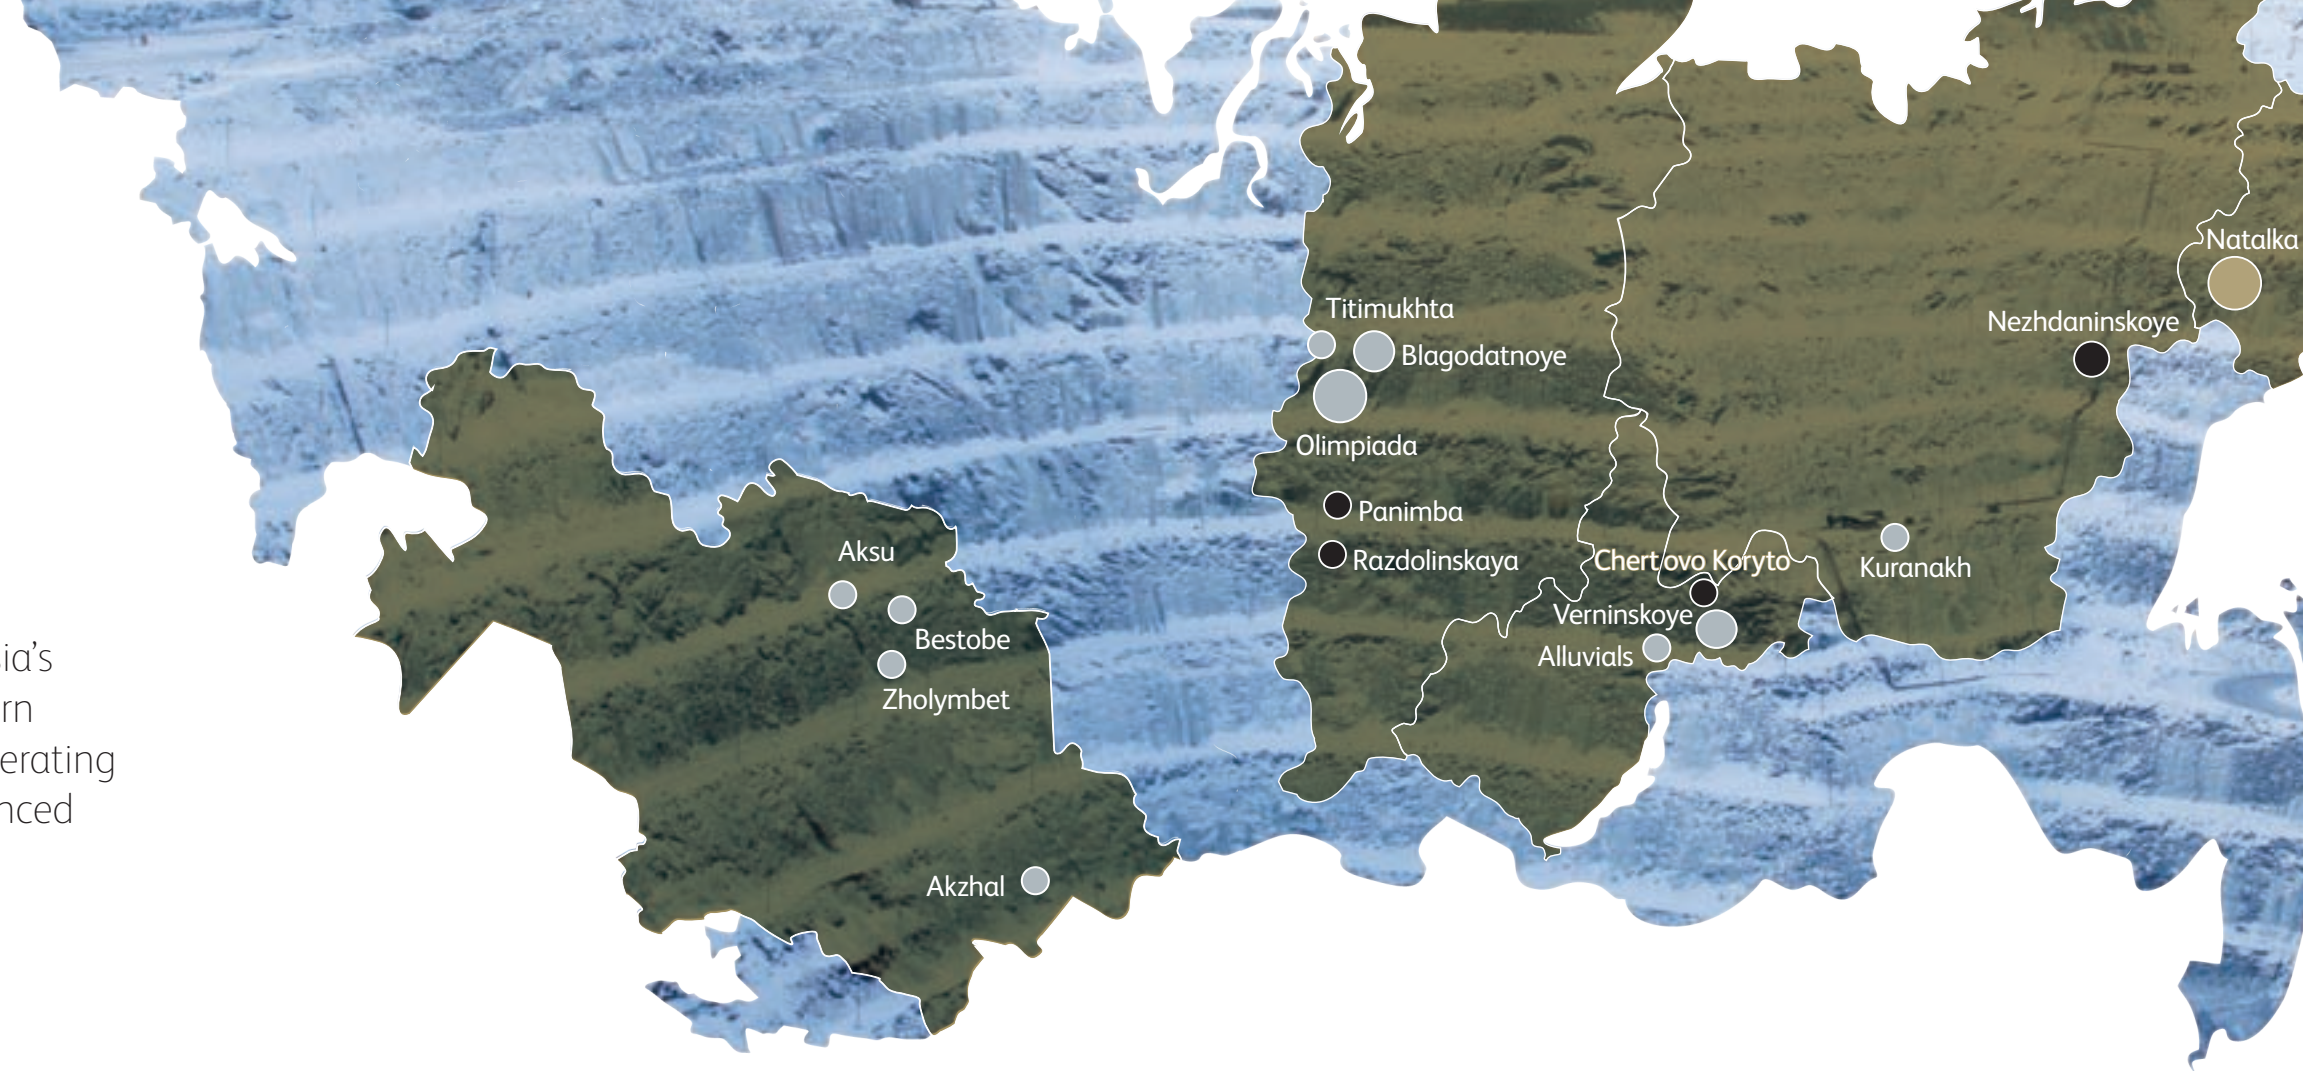 Natalka
Titimukhta
Nezhdaninskoye
Blagodatnoye
Olimpiada
Panimba
Aksu
Razdolinskaya
Chertovo Koryto
Kuranakh
Verninskoye
Bestobe
Alluvials
Zholymbet
Akzhal
ia’s
rn
erating
nced